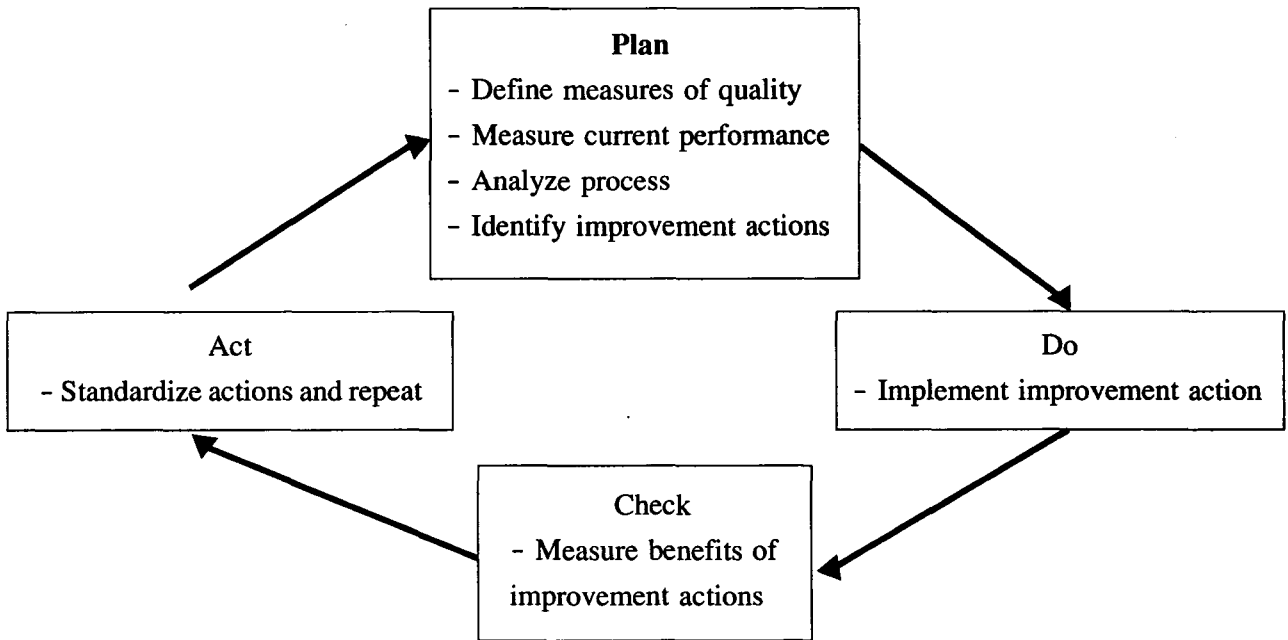 Plan
- Define measures of quality
- Measure current performance
- Analyze process
- Identify improvement actions
Do
- Implement improvement action
Check
- Measure benefits of
improvement actions
Act
- Standardize actions and repeat